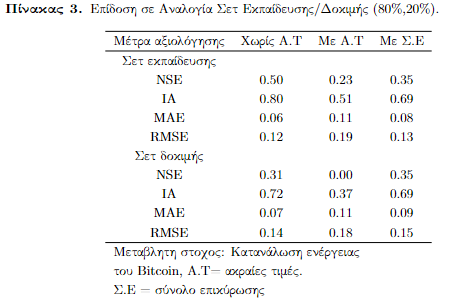 Πίνακας 3. Επίδοση σε Αναλογία Σετ Εκπαίδευσης/Δοκιμής (80%,20%).
Μέτρα αξιολόγησης Χωρίς Α.Τ Με Α.Τ Με Σ.Ε
Σετ εκπαίδευσης
NSE 0.50 0.23 0.35
IA 0.80 0.51 0.69
MAE 0.06 0.11 0.08
RMSE 0.12 0.19 0.13
Σετ δοκιμής
NSE 0.31 0.00 0.35
IA 0.72 0.37 0.69
MAE 0.07 0.11 0.09
RMSE 0.14 0.18 0.15
Μεταβλητη στοχος: Κατανάλωση ενέργειας
του Bitcoin, Α.Τ= ακραίες τιμές.
Σ.Ε = σύνολο επικύρωσης